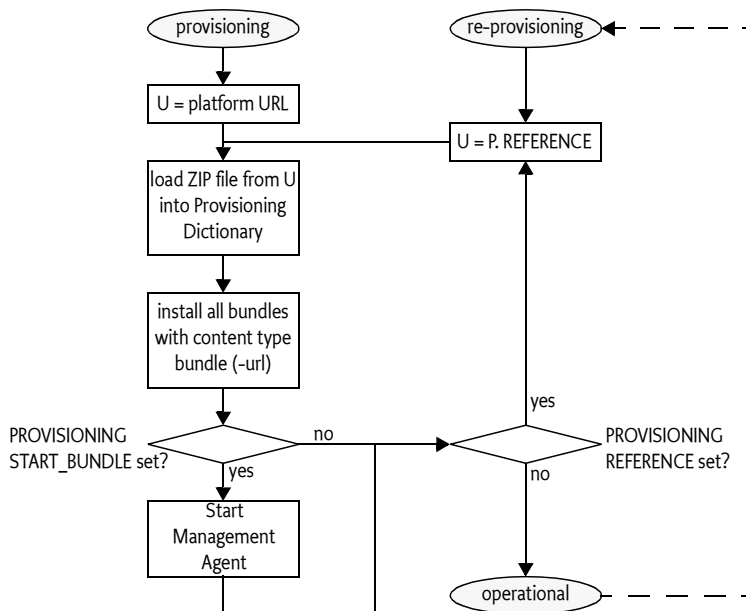 provisioning
re-provisioning
U = platform URL
U = P. REFERENCE
load ZIP file from U
into Provisioning
Dictionary
install all bundles
with content type
bundle (-url)
yes
PROVISIONING
START_BUNDLE set?
no
PROVISIONING
REFERENCE set?
yes
no
Start
Management
Agent
operational